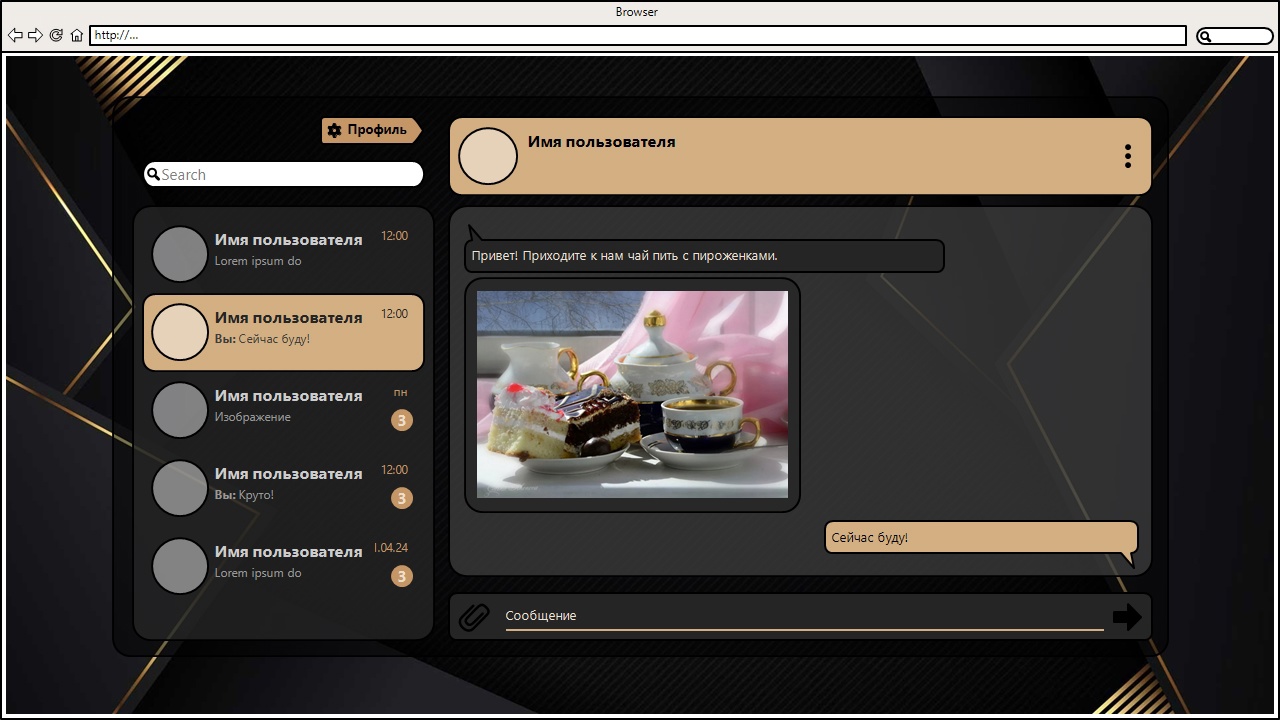 Browser
http://...
Профиль
Search
Имя пользователя
12:00
Lorem ipsum do
Имя пользователя
12:00
Вы: Сейчас буду!
Имя пользователя
пн
Изображение
3
Имя пользователя
12:00
Вы: Круто!
3
Имя пользователя
.04.24
Lorem ipsum do
3
Имя пользователя
Привет! Приходите к нам чай пить с пироженками.
Сейчас буду!
Сообщение